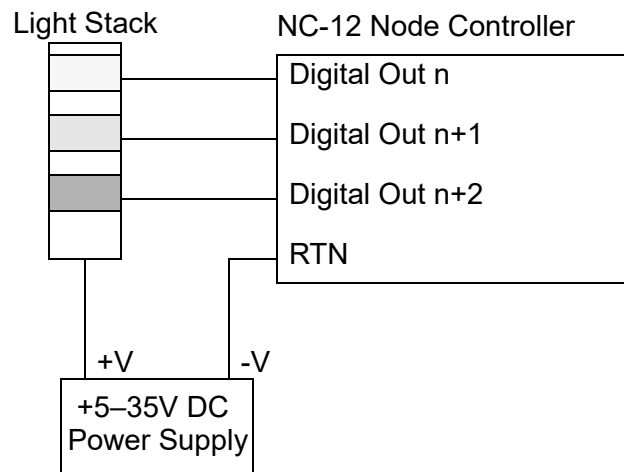 Light Stack
NC-12 Node Controller
Digital Out n
Digital Out n+1
Digital Out n+2
RTN
+V
-V
+5–35V DC
Power Supply